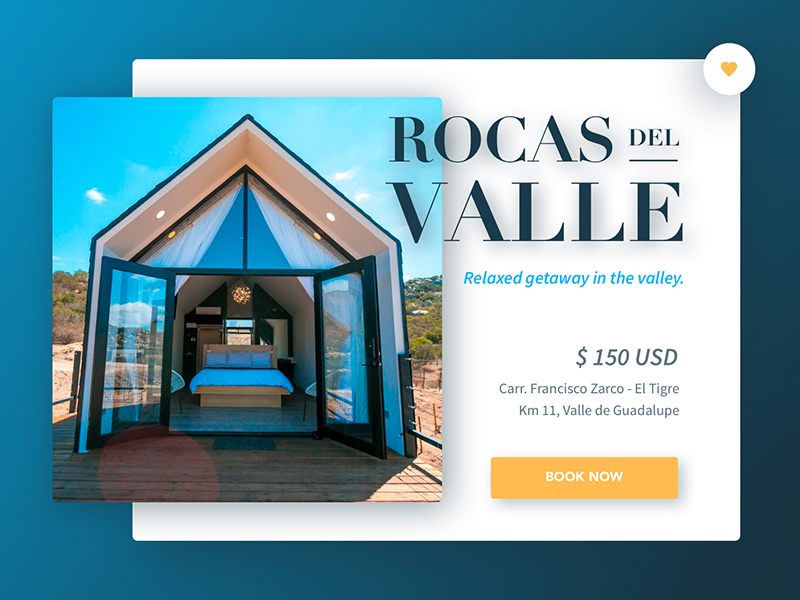 ROCAS DEL
VALLE
Relaxed getaway in the valley.
$ 150 USD
Carr. Francisco Zarco - El Tigre
Km 11, Valle de Guadalupe
BOOK NOW